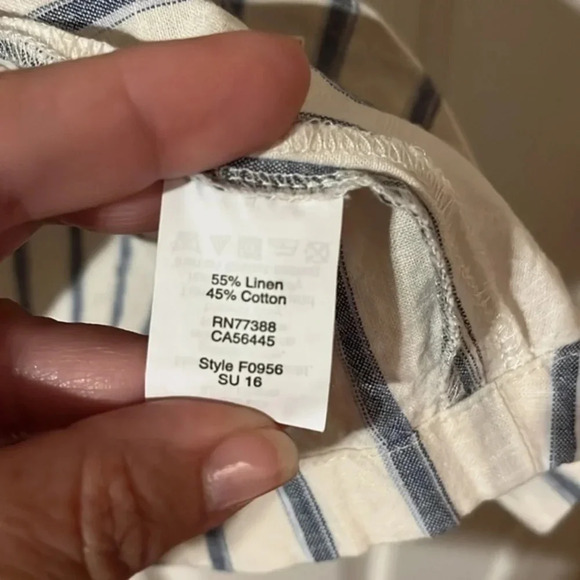 55% Linen
45% Cotton
RN77388
CA56445
Style F0956
SU 16